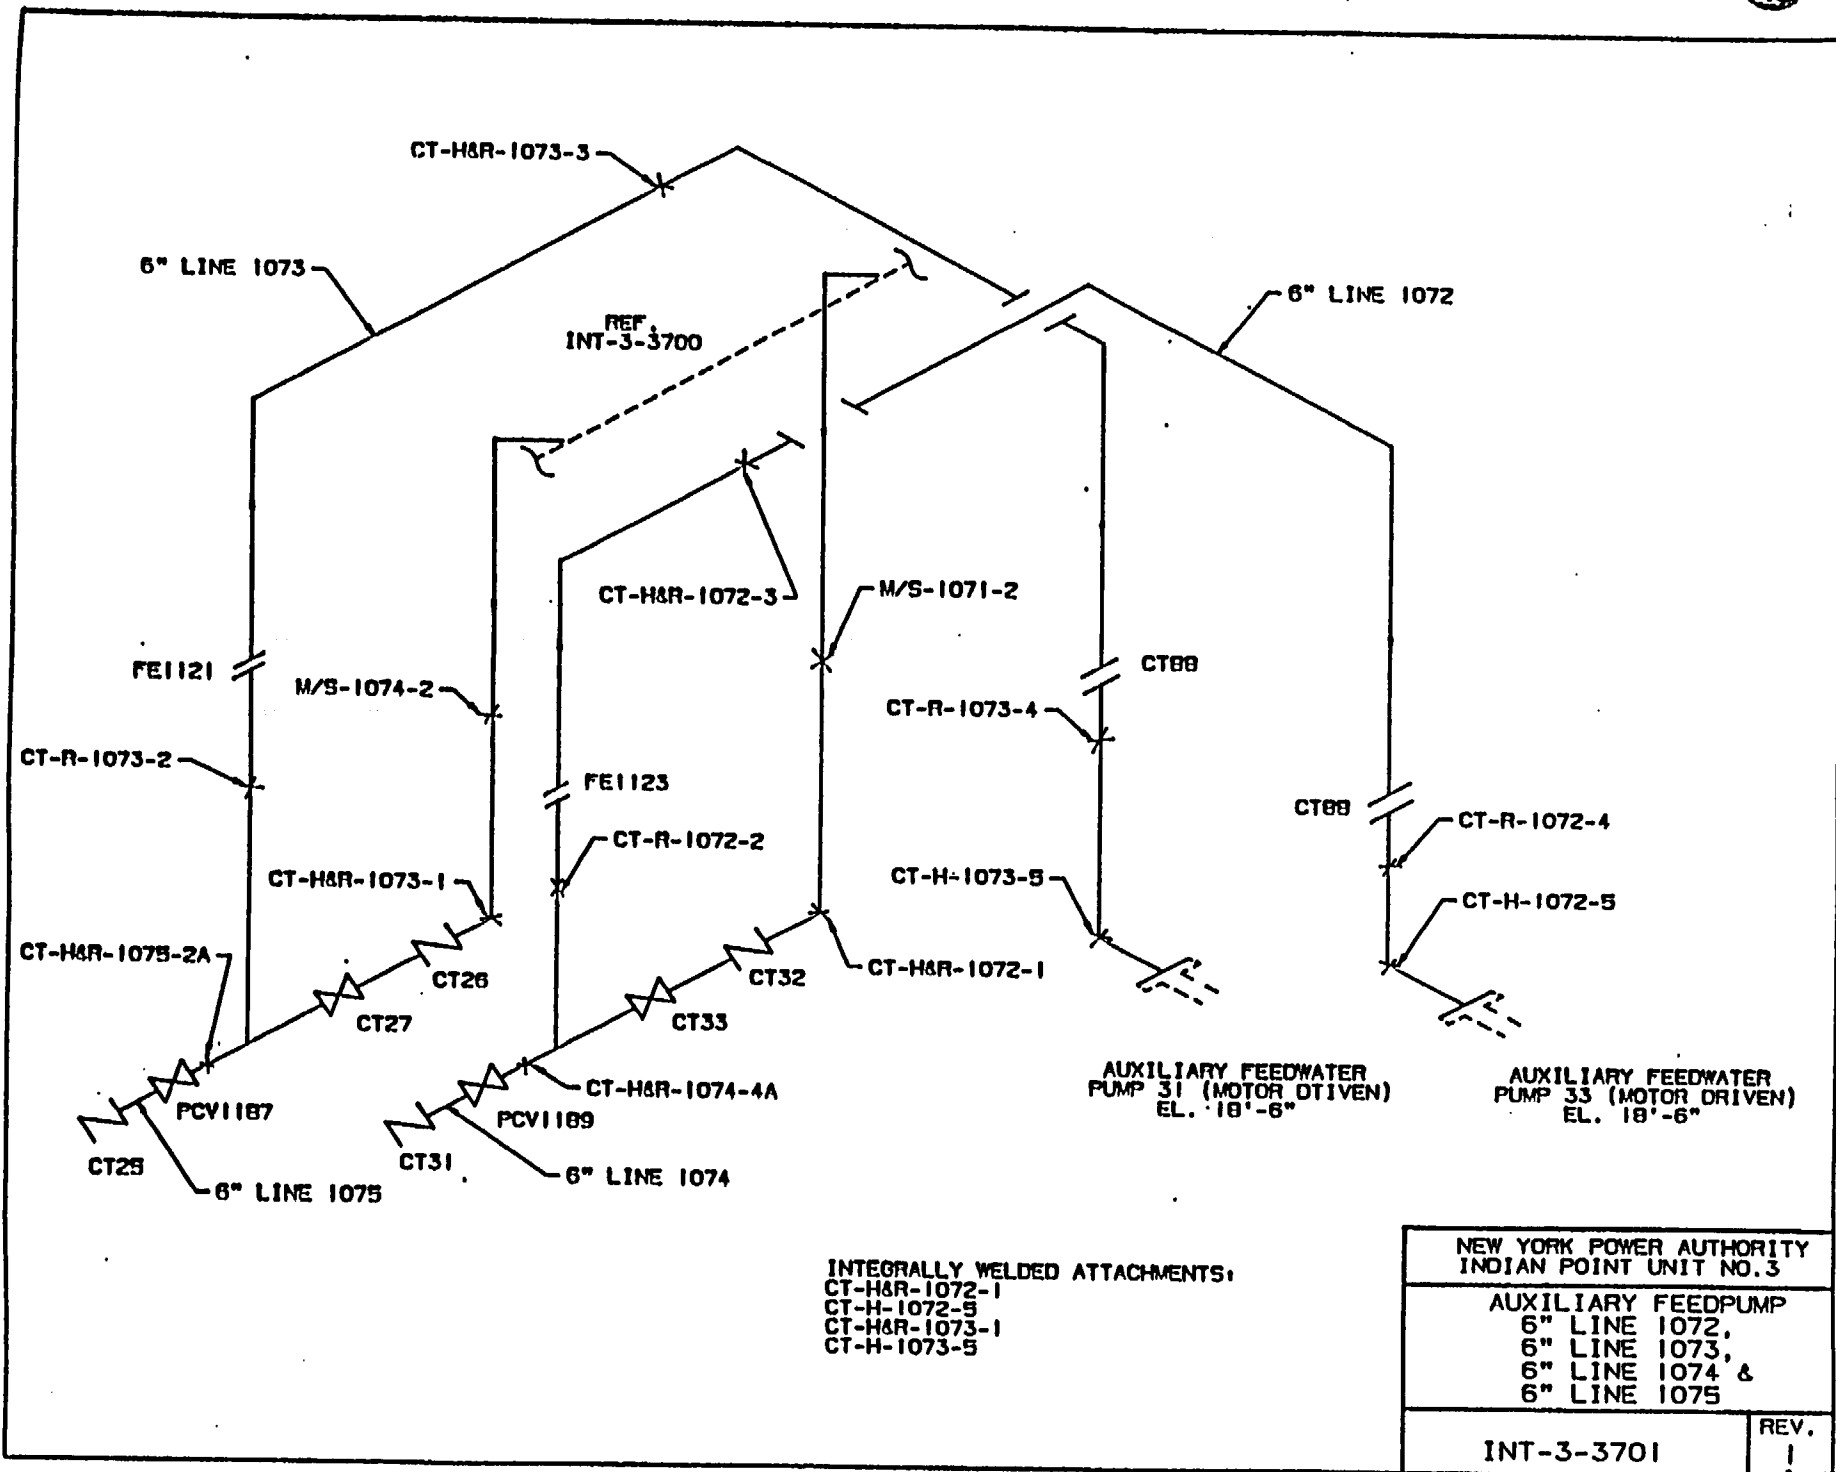 CT-H&R-1073-3
6" LINE 1073
6" LINE 1072
REF.
INT-3-3700
CT-H&R-1072-3
M/S-1071-2
FE1121
CT88
M/S-1074-2
CT-R-1073-4
CT-R-1073-2
FE1123
CT88
CT-R-1072-4
CT-R-1072-2
CT-H&R-1073-1
CT-H-1073-5
CT-H-1072-5
CT-H&R-1075-2A
CT26
CT32
CT-H&R-1072-1
CT27
CT33
AUXILIARY FEEDWATER
PUMP 31 (MOTOR DTIVEN)
EL. 18'-6"
AUXILIARY FEEDWATER
PUMP 33 (MOTOR DRIVEN)
EL. 18'-6"
CT-H&R-1074-4A
PCV1187
PCV1189
CT25
CT31
6" LINE 1075
6" LINE 1074
INTEGRALLY WELDED ATTACHMENTS:
CT-H&R-1072-1
CT-H-1072-5
CT-H&R-1073-1
CT-H-1073-5
NEW YORK POWER AUTHORITY
INDIAN POINT UNIT NO.3
AUXILIARY FEEDPUMP
6" LINE 1072,
6" LINE 1073,
6" LINE 1074 &
6" LINE 1075
INT-3-3701
REV.
1